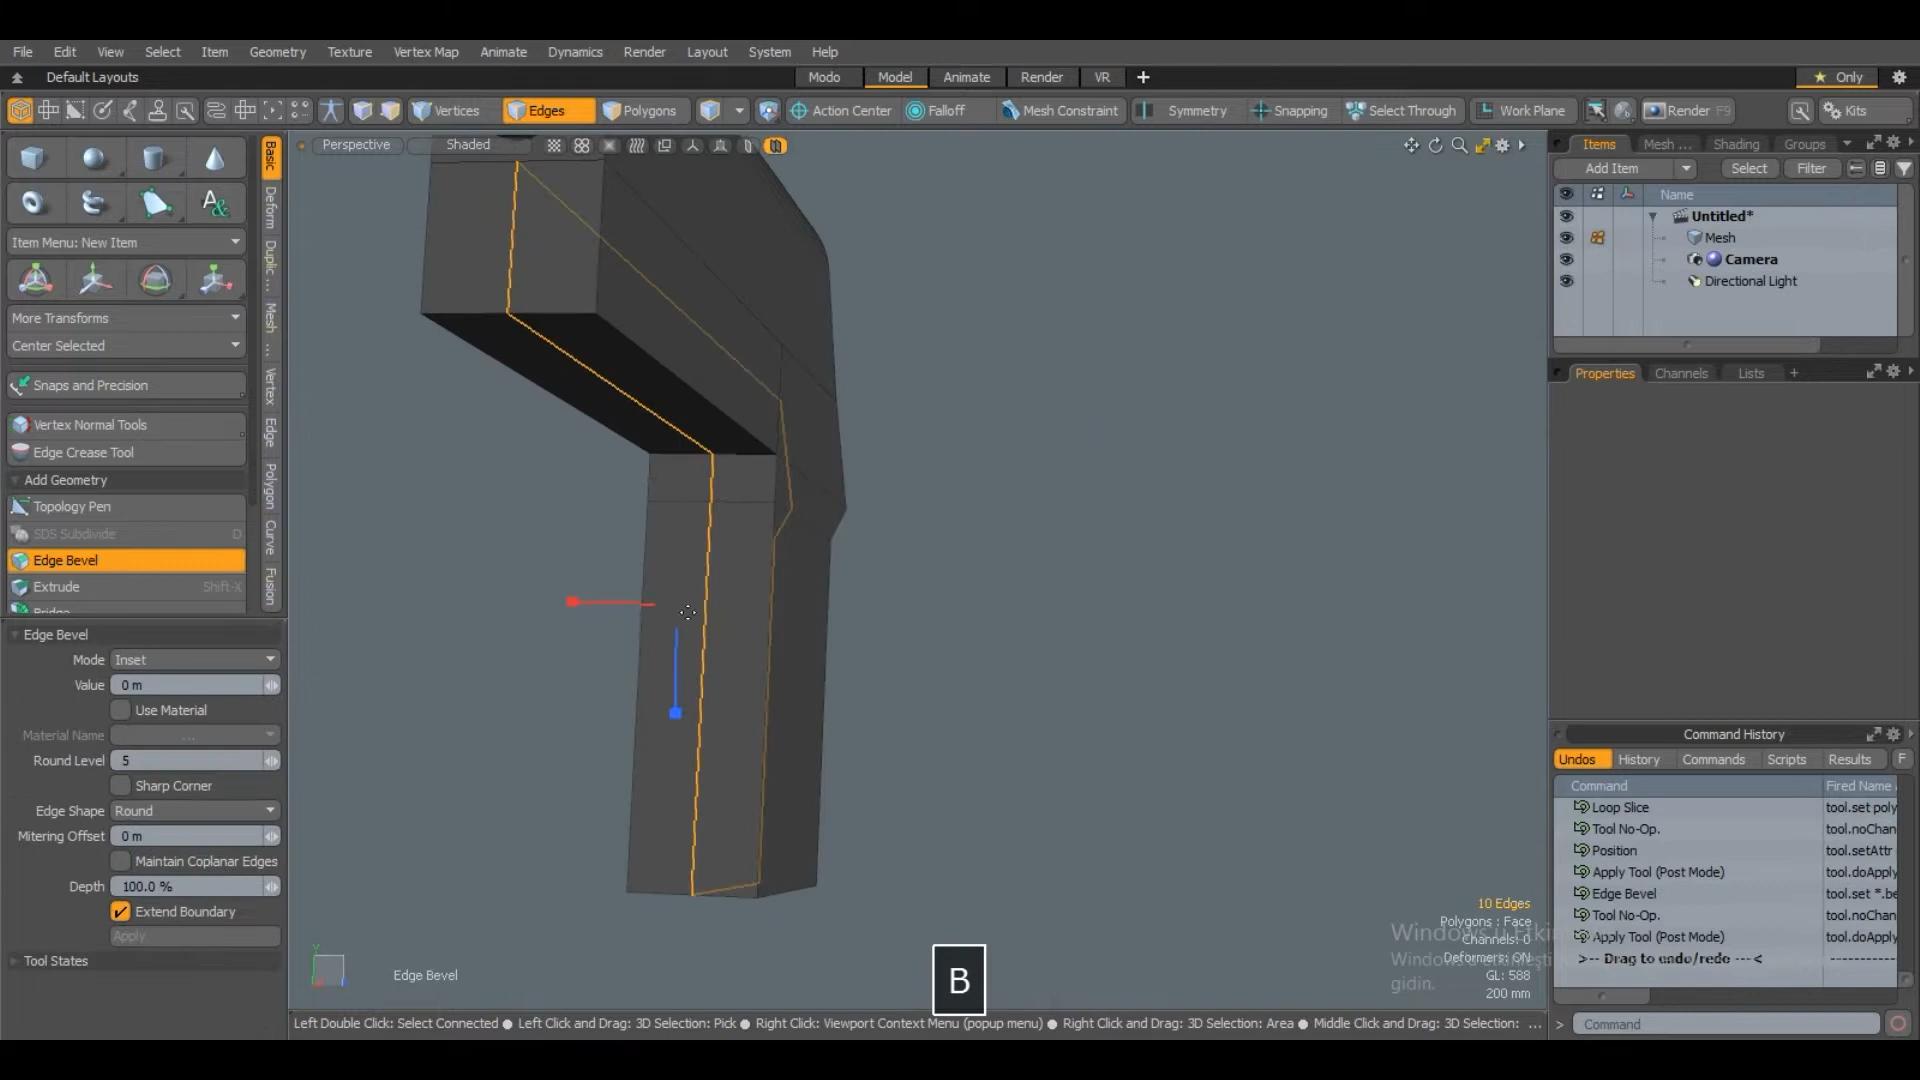 File Edit View Select Item Geometry Texture Vertex Map Animate Dynamics Render Layout System Help
Default Layouts Modo Model Animate Render VR + Only
Vertices Edges Polygons Action Center Falloff Mesh Constraint Symmetry Snapping Select Through Work Plane Render F9 Kits
Perspective Shaded
Basic
Deform
Duplic ...
Mesh ...
Vertex
Edge
Polygon
Curve
Fusion
Item Menu: New Item
More Transforms
Center Selected
Snaps and Precision
Vertex Normal Tools
Edge Crease Tool
Add Geometry
Topology Pen
SDS Subdivide D
Edge Bevel
Extrude Shift-X
Bridge
Edge Bevel
Mode Inset
Value 0 m
Use Material
Material Name ...
Round Level 5
Sharp Corner
Edge Shape Round
Mitering Offset 0 m
Maintain Coplanar Edges
Depth 100.0 %
Extend Boundary
Apply
Tool States
Edge Bevel
B
10 Edges
Polygons : Face
Channels: 0
Deformers: ON
GL: 588
200 mm
gidin.
Left Double Click: Select Connected ● Left Click and Drag: 3D Selection: Pick ● Right Click: Viewport Context Menu (popup menu) ● Right Click and Drag: 3D Selection: Area ● Middle Click and Drag: 3D Selection: ...
Items Mesh ... Shading Groups
Add Item Select Filter
Name
Untitled*
Mesh
Camera
Directional Light
Properties Channels Lists +
Command History
Undos History Commands Scripts Results F
Command Fired Name
Loop Slice tool.set poly
Tool No-Op. tool.noChan
Position tool.setAttr
Apply Tool (Post Mode) tool.doApply
Edge Bevel tool.set *.be
Tool No-Op. tool.noChan
Apply Tool (Post Mode) tool.doApply
>-- Drag to undo/redo ---< -----------
> Command